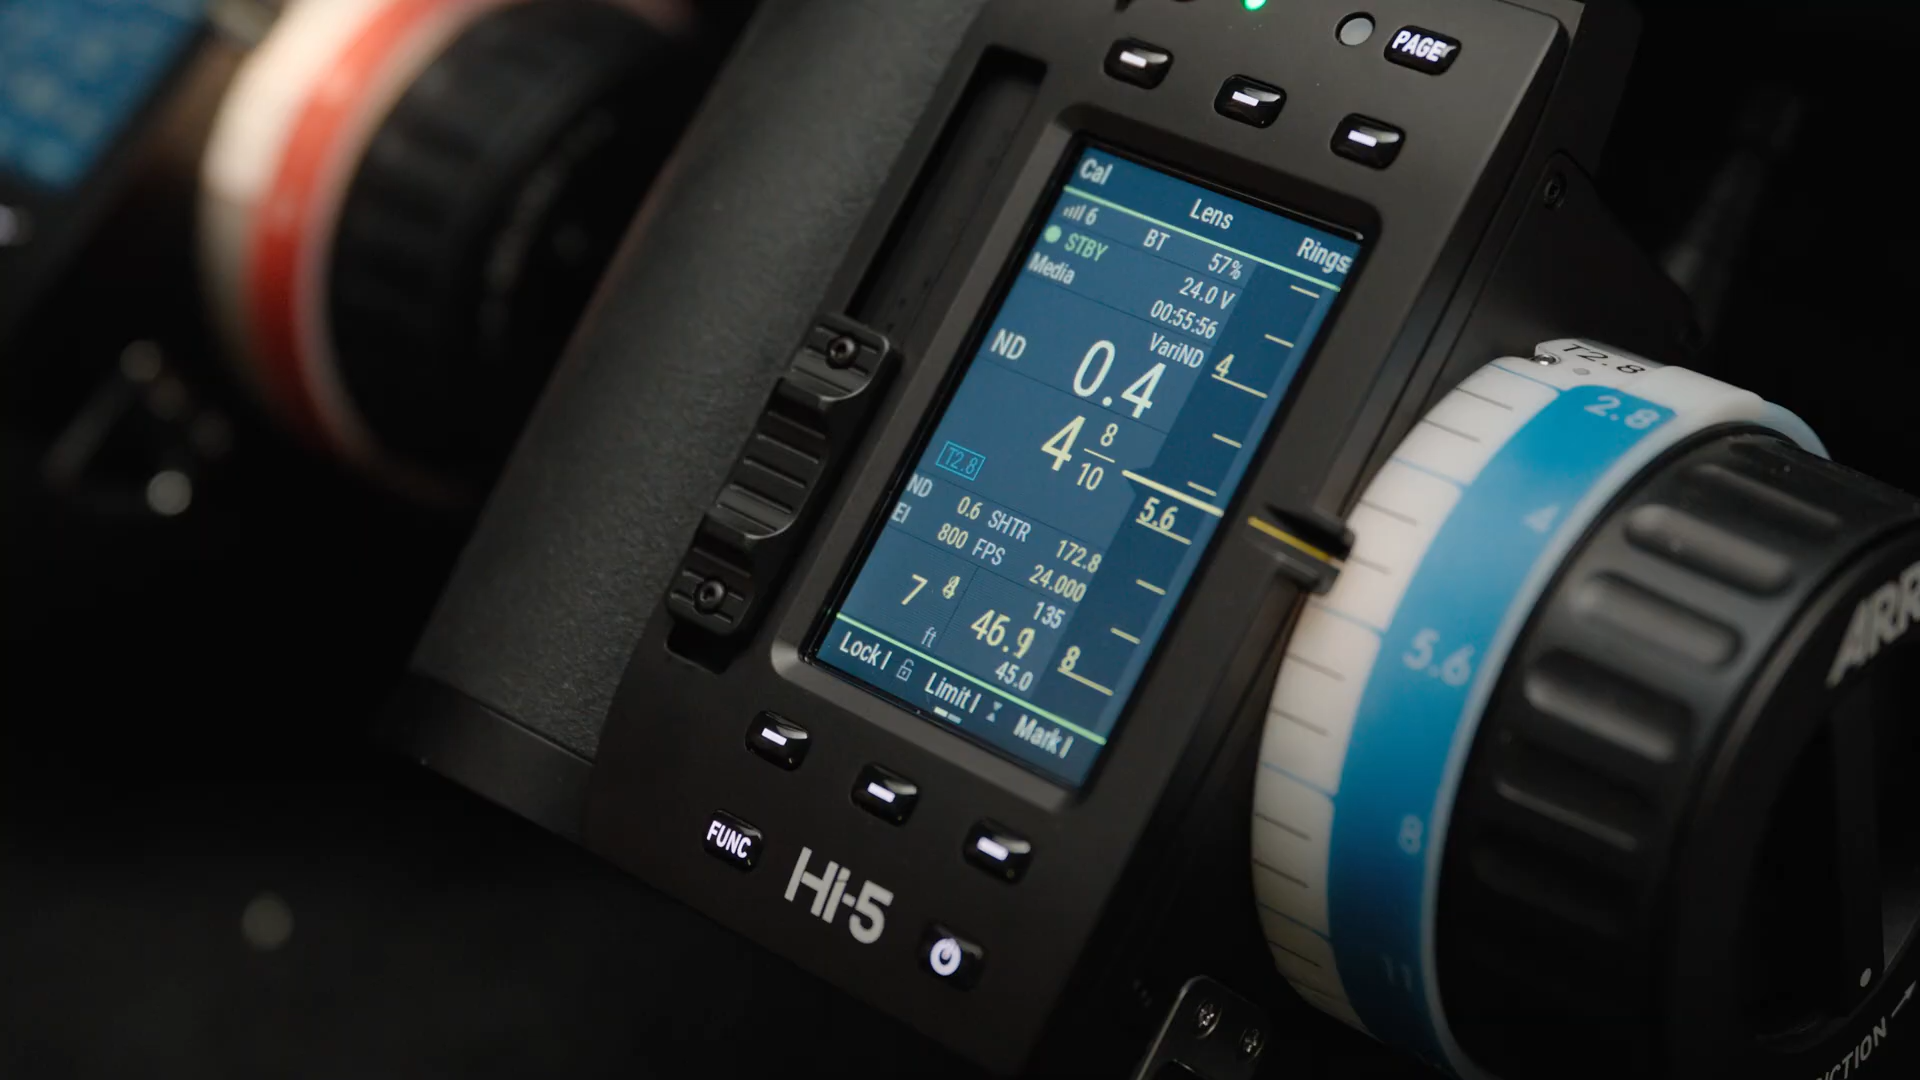 PAGE
Cal
Lens
Rings
6
BT
57%
STBY
24.0 V
Media
00:55:56
VariND
ND
0.4
4 8/10
T2.8
4
5.6
8
ND 0.6 SHTR 172.8
EI 800 FPS 24.000
7
ft
135
46.9
45.0
Lock I
Limit I
Mark I
FUNC
Hi-5
T2.8
2.8
4
5.6
8
11
ARR
CTION